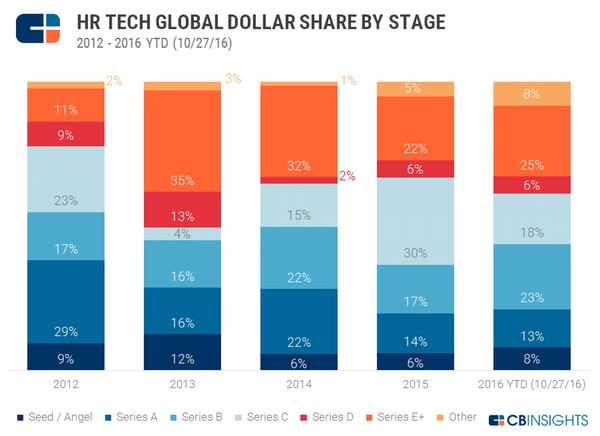 HR TECH GLOBAL DOLLAR SHARE BY STAGE
2012 - 2016 YTD (10/27/16)
2% 3% 1% 5% 8%
11% 35% 32% 22% 25%
9% 13% 2% 6% 6%
23% 4% 15% 30% 18%
17% 16% 22% 17% 23%
29% 16% 22% 14% 13%
9% 12% 6% 6% 8%
2012 2013 2014 2015 2016 YTD (10/27/16)
Seed / Angel Series A Series B Series C Series D Series E+ Other
CBINSIGHTS